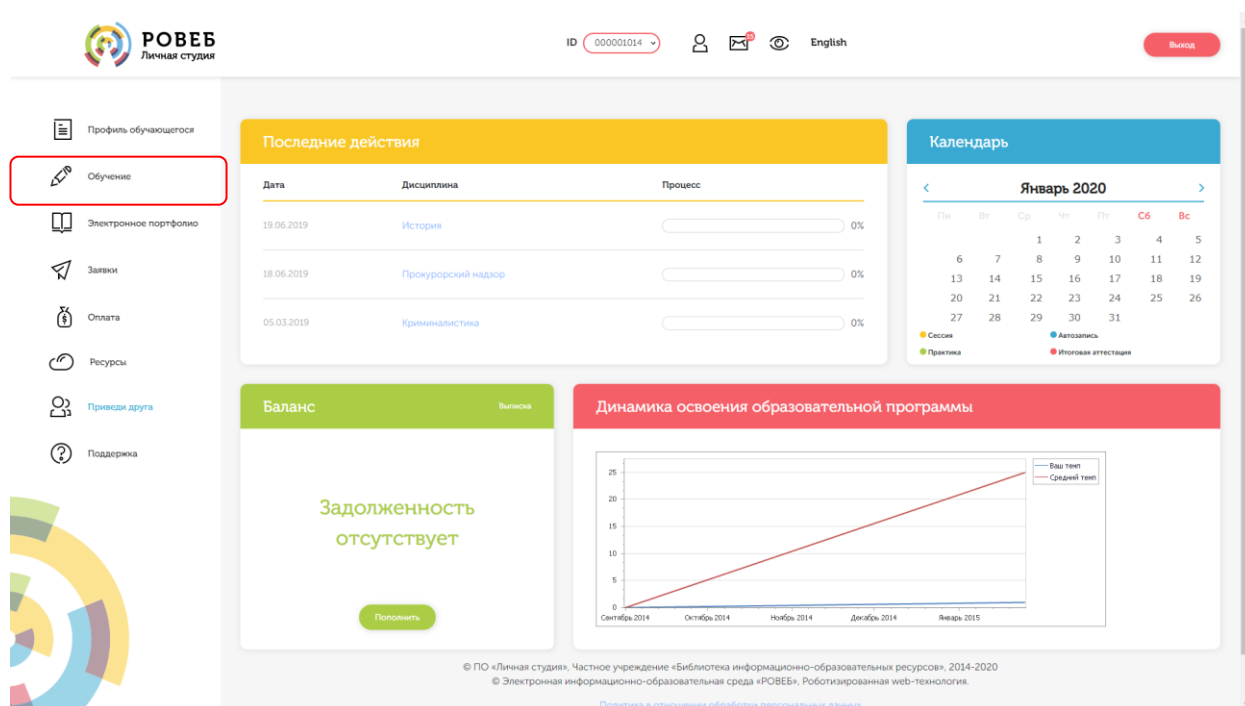 РОВЕБ
Личная студия
ID 000001014
English
Выход
Профиль обучающегося
Обучение
Электронное портфолио
Заявки
Оплата
Ресурсы
Приведи друга
Поддержка
Последние действия
Дата Дисциплина Процесс
19.06.2019 История 0%
18.06.2019 Прокурорский надзор 0%
05.03.2019 Криминалистика 0%
Календарь
< Январь 2020 >
Пн Вт Ср Чт Пт Сб Вс
1 2 3 4 5
6 7 8 9 10 11 12
13 14 15 16 17 18 19
20 21 22 23 24 25 26
27 28 29 30 31
Сессия Автозапись
Практика Итоговая аттестация
Баланс Выписка
Задолженность
отсутствует
Пополнить
Динамика освоения образовательной программы
Ваш темп
Средний темп
25
20
15
10
5
0
Сентябрь 2014 Октябрь 2014 Ноябрь 2014 Декабрь 2014 Январь 2015
© ПО «Личная студия», Частное учреждение «Библиотека информационно-образовательных ресурсов», 2014-2020
© Электронная информационно-образовательная среда «РОВЕБ», Роботизированная web-технология.
Политика в отношении обработки персональных данных